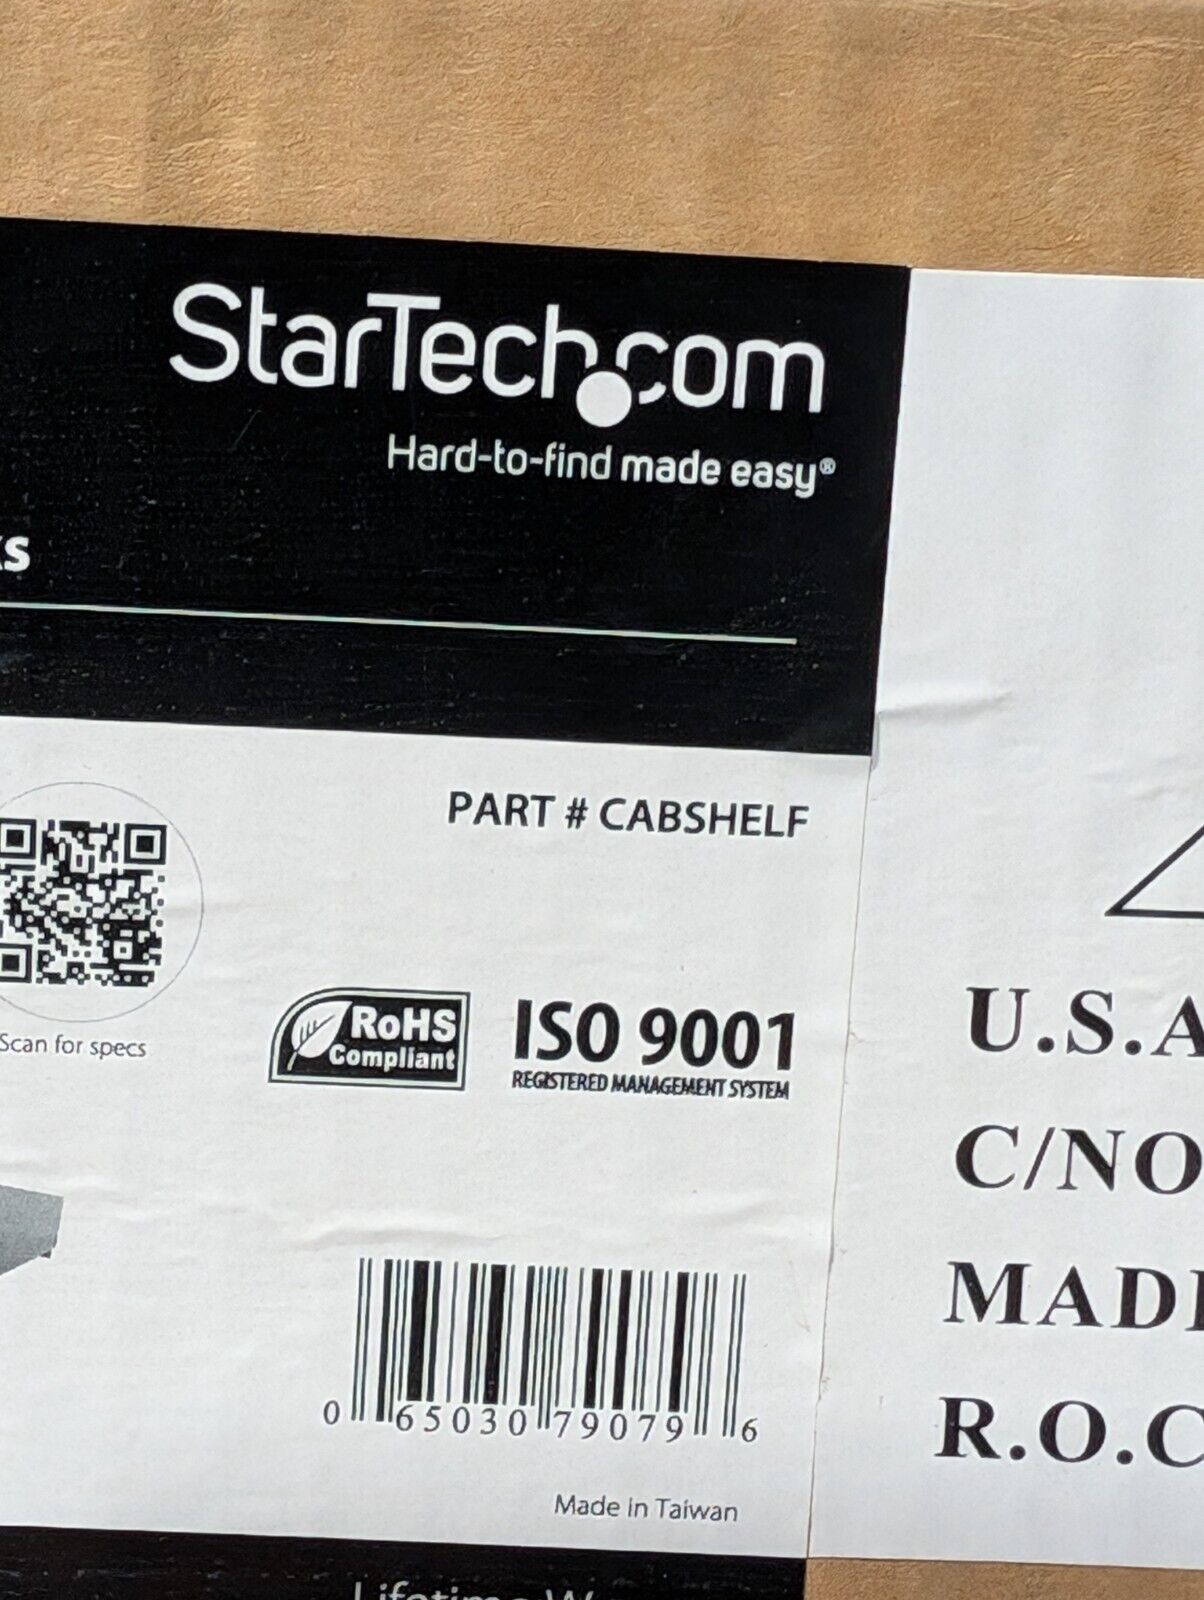 StarTech.com
Hard-to-find made easy®
PART # CABSHELF
Scan for specs
RoHS
Compliant
ISO 9001
REGISTERED MANAGEMENT SYSTEM
0 65030 79079 6
Made in Taiwan
U.S.A
C/NO
MADE
R.O.C